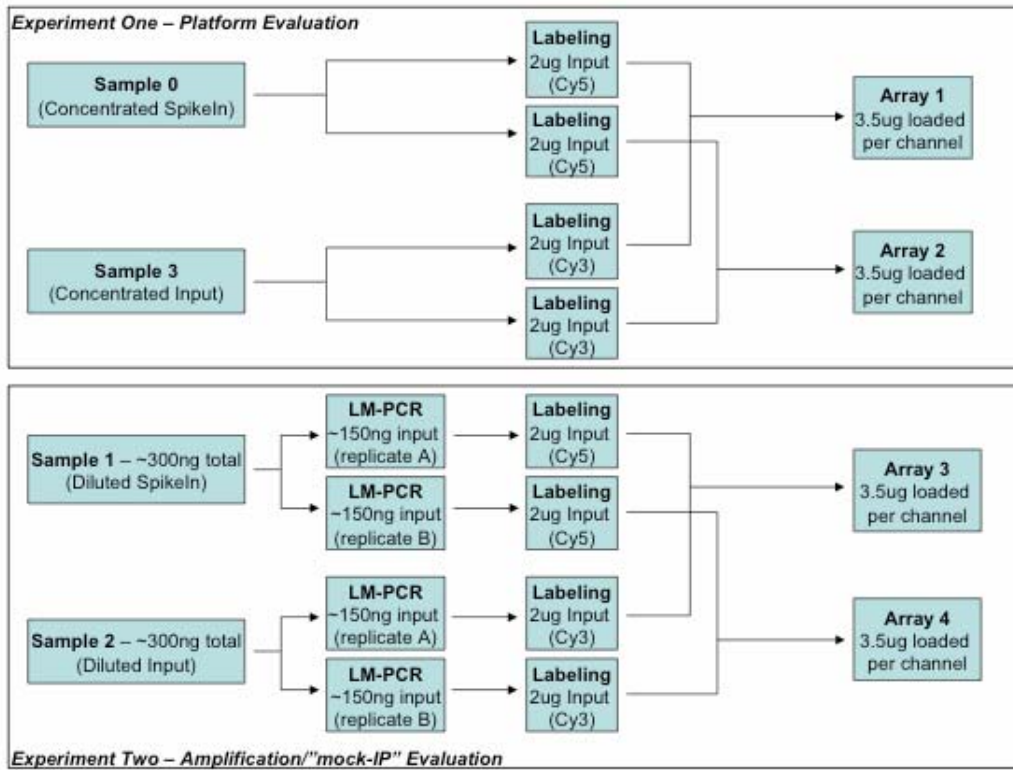 Experiment One – Platform Evaluation
Sample 0
(Concentrated SpikeIn)
Labeling
2ug Input
(Cy5)
Labeling
2ug Input
(Cy5)
Array 1
3.5ug loaded
per channel
Sample 3
(Concentrated Input)
Labeling
2ug Input
(Cy3)
Labeling
2ug Input
(Cy3)
Array 2
3.5ug loaded
per channel
Sample 1 – ~300ng total
(Diluted SpikeIn)
LM-PCR
~150ng input
(replicate A)
LM-PCR
~150ng input
(replicate B)
Labeling
2ug Input
(Cy5)
Labeling
2ug Input
(Cy5)
Array 3
3.5ug loaded
per channel
Sample 2 – ~300ng total
(Diluted Input)
LM-PCR
~150ng input
(replicate A)
LM-PCR
~150ng input
(replicate B)
Labeling
2ug Input
(Cy3)
Labeling
2ug Input
(Cy3)
Array 4
3.5ug loaded
per channel
Experiment Two – Amplification/"mock-IP" Evaluation